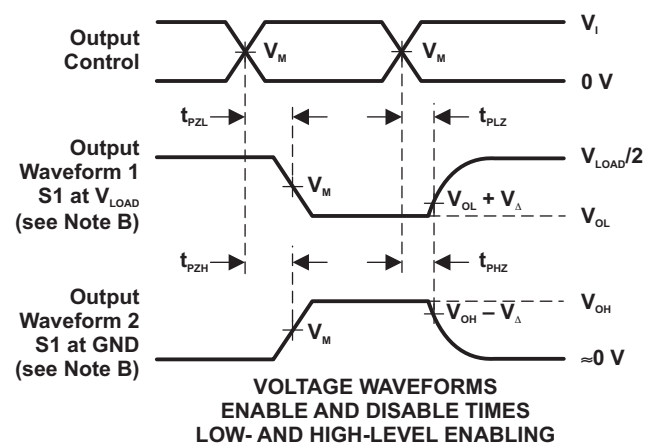 Output
Control
V_M
V_M
V_I
0 V
t_PZL
t_PLZ
Output
Waveform 1
S1 at V_LOAD
(see Note B)
V_M
V_OL + V_Δ
V_LOAD/2
V_OL
t_PZH
t_PHZ
Output
Waveform 2
S1 at GND
(see Note B)
V_M
V_OH − V_Δ
V_OH
≈0 V
VOLTAGE WAVEFORMS
ENABLE AND DISABLE TIMES
LOW- AND HIGH-LEVEL ENABLING